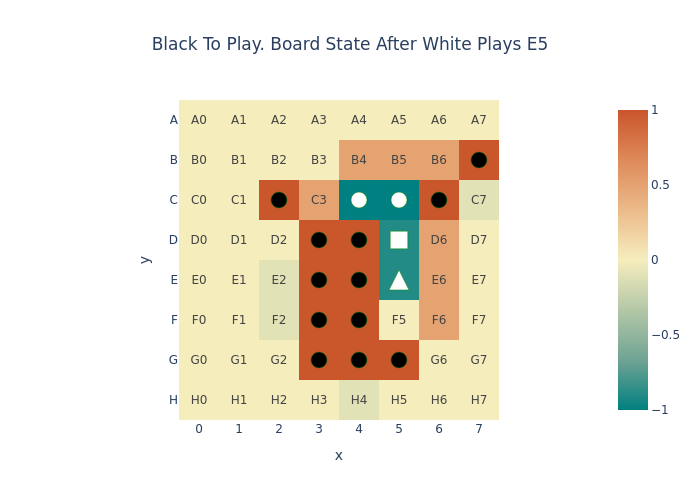 Black To Play. Board State After White Plays E5
A A0 A1 A2 A3 A4 A5 A6 A7
B B0 B1 B2 B3 B4 B5 B6
C C0 C1 C3 C7
D D0 D1 D2 D6 D7
E E0 E1 E2 E6 E7
F F0 F1 F2 F5 F6 F7
G G0 G1 G2 G6 G7
H H0 H1 H2 H3 H4 H5 H6 H7
0 1 2 3 4 5 6 7
x
y
1
0.5
0
−0.5
−1